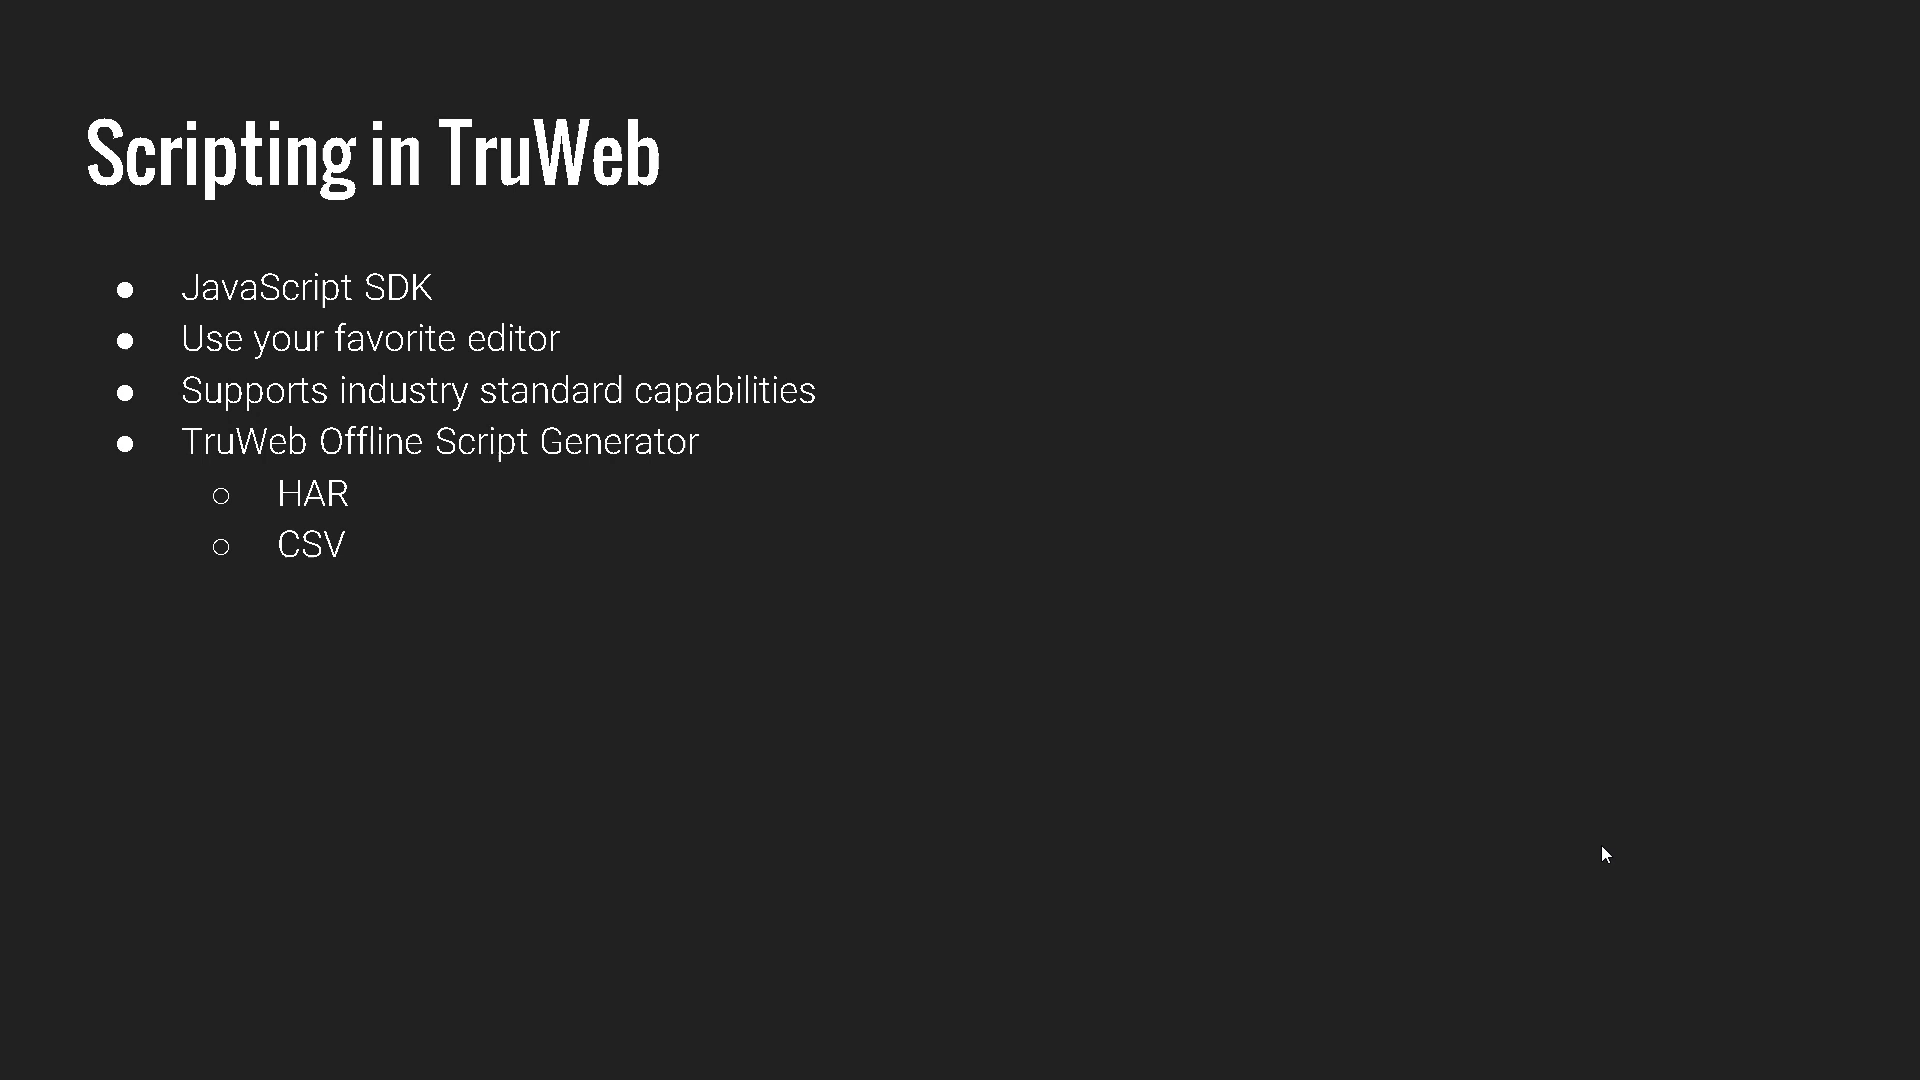 Scripting in TruWeb
● JavaScript SDK
● Use your favorite editor
● Supports industry standard capabilities
● TruWeb Offline Script Generator
○ HAR
○ CSV